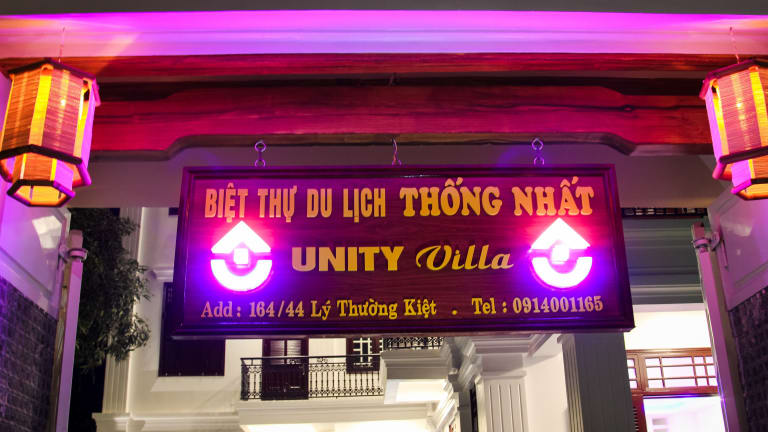 BIỆT THỰ DU LỊCH THỐNG NHẤT
UNITY Villa
Add : 164/44 Lý Thường Kiệt . Tel : 0914001165